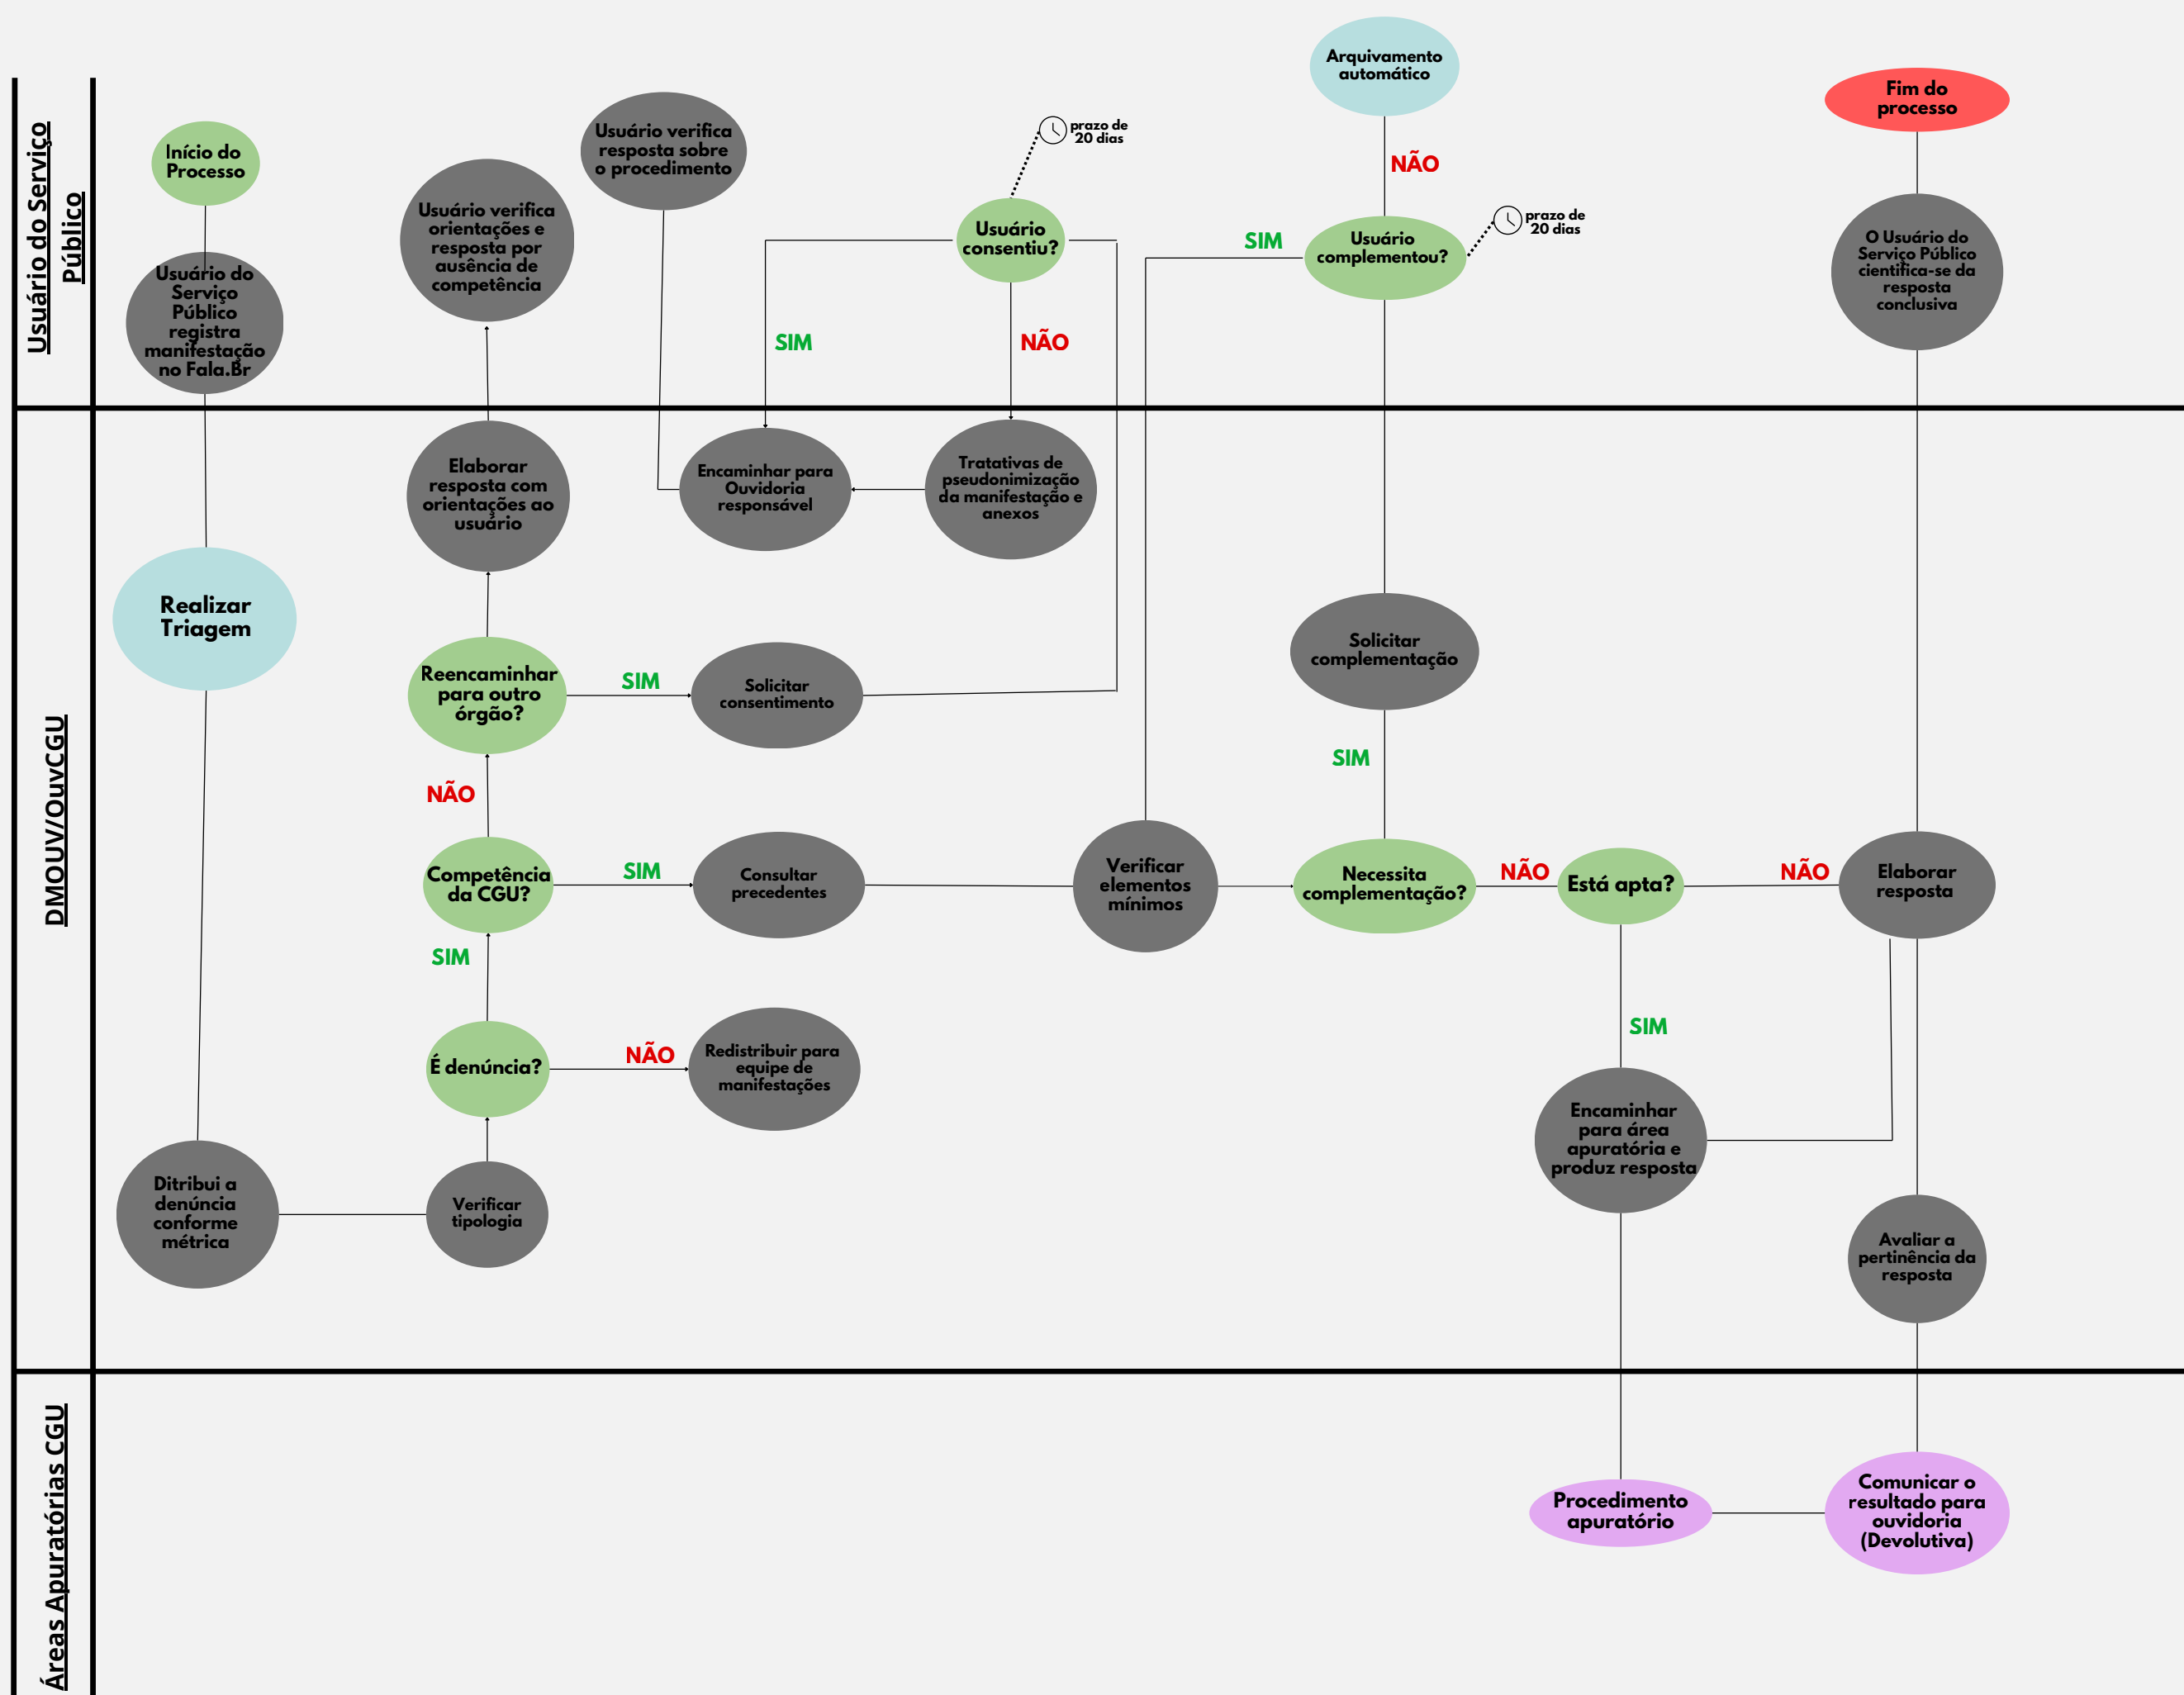 Usuário do Serviço
Público
Início do
Processo
Usuário do
Serviço
Público
registra
manifestação
no Fala.Br
Usuário verifica
orientações e
resposta por
ausência de
competência
Usuário verifica
resposta sobre
o procedimento
prazo de
20 dias
Usuário
consentiu?
SIM
NÃO
Arquivamento
automático
NÃO
SIM
Usuário
complementou?
prazo de
20 dias
Fim do
processo
O Usuário do
Serviço Público
cientifica-se da
resposta
conclusiva
DMOUV/OuvCGU
Realizar
Triagem
Ditribui a
denúncia
conforme
métrica
Verificar
tipologia
É denúncia?
NÃO
Redistribuir para
equipe de
manifestações
SIM
Competência
da CGU?
SIM
Consultar
precedentes
NÃO
Reencaminhar
para outro
órgão?
SIM
Solicitar
consentimento
Elaborar
resposta com
orientações ao
usuário
Encaminhar para
Ouvidoria
responsável
Tratativas de
pseudonimização
da manifestação e
anexos
Verificar
elementos
mínimos
Necessita
complementação?
SIM
Solicitar
complementação
NÃO
Está apta?
NÃO
Elaborar
resposta
SIM
Encaminhar
para área
apuratória e
produz resposta
Avaliar a
pertinência da
resposta
Áreas Apuratórias CGU
Procedimento
apuratório
Comunicar o
resultado para
ouvidoria
(Devolutiva)